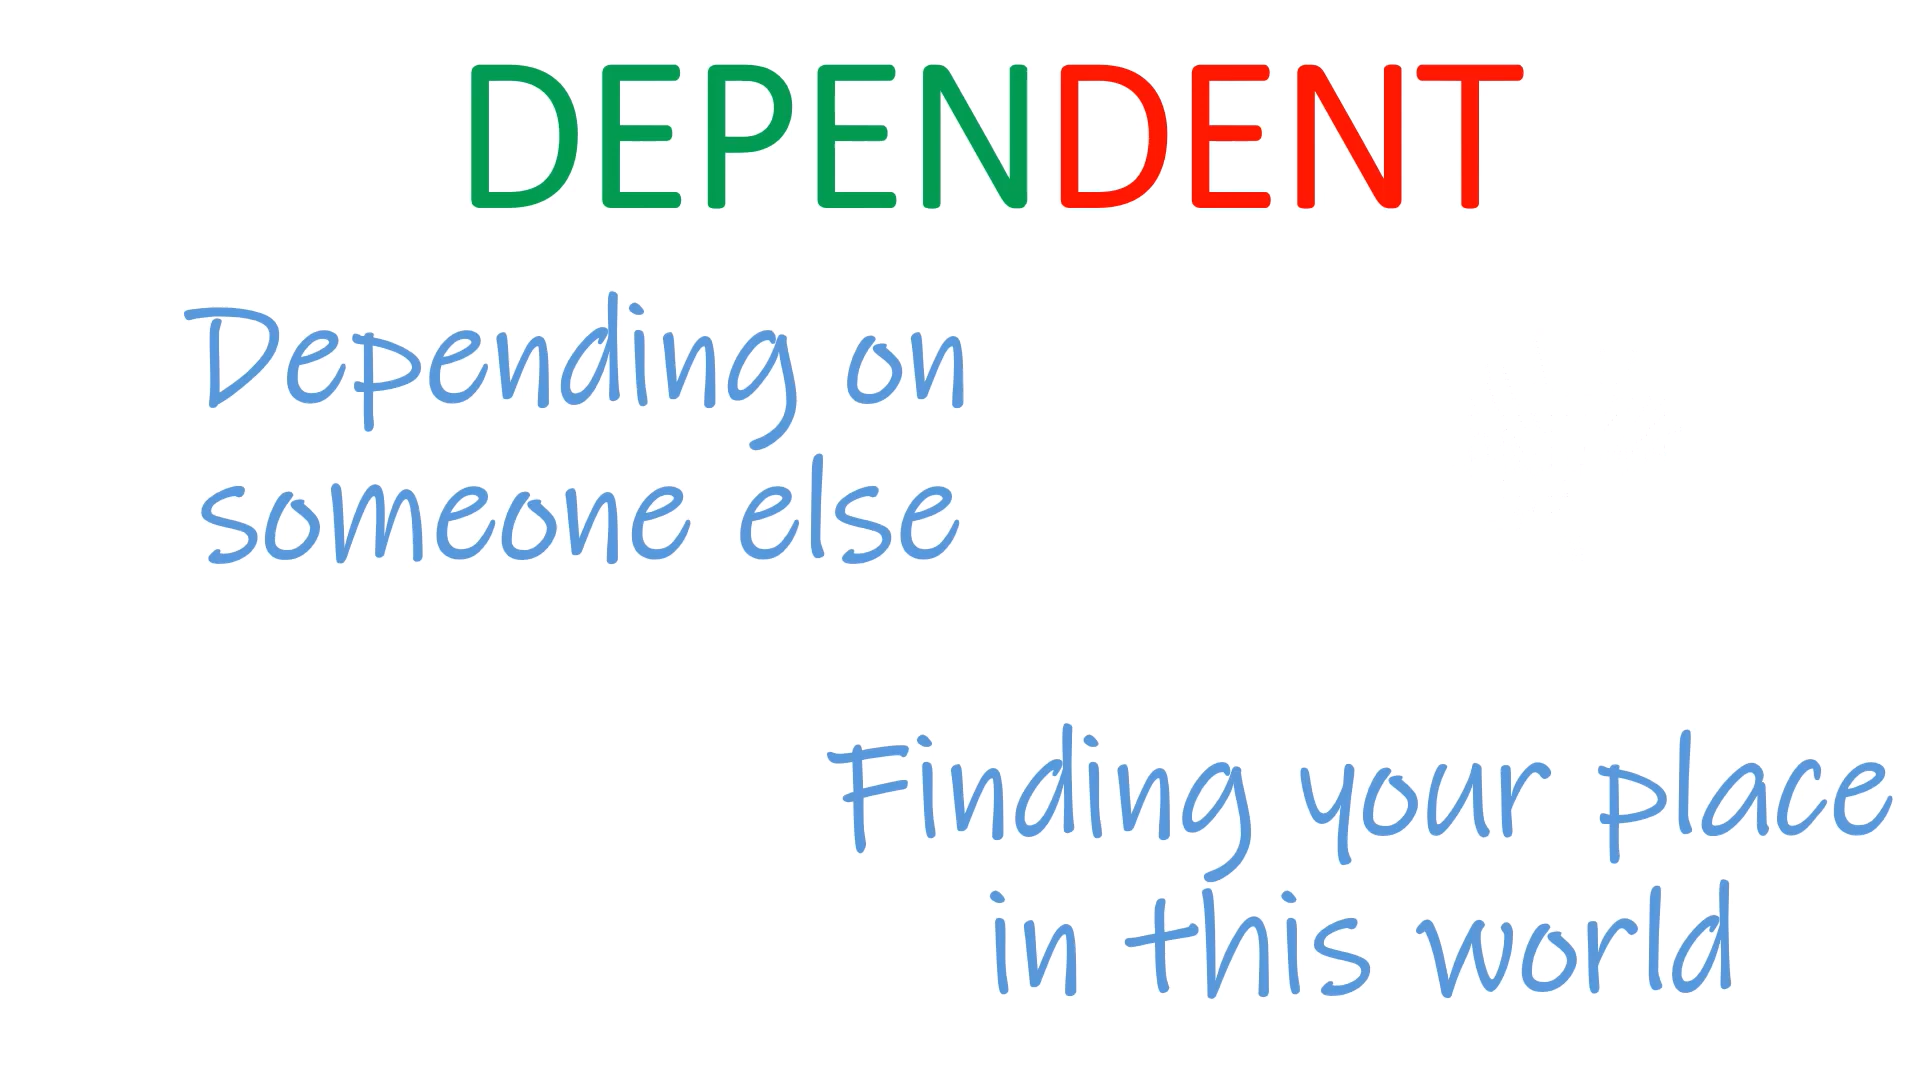 DEPENDENT
Depending on
someone else
Finding your place
in this world